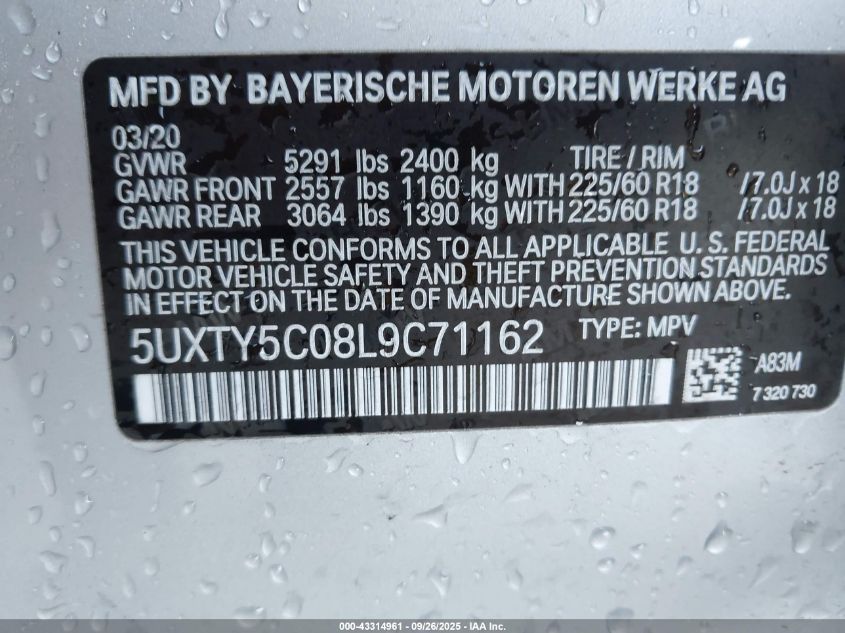 MFD BY BAYERISCHE MOTOREN WERKE AG
03/20
GVWR 5291 lbs 2400 kg TIRE / RIM
GAWR FRONT 2557 lbs 1160 kg WITH 225/60 R18 /7.0J x 18
GAWR REAR 3064 lbs 1390 kg WITH 225/60 R18 /7.0J x 18
THIS VEHICLE CONFORMS TO ALL APPLICABLE U. S. FEDERAL
MOTOR VEHICLE SAFETY AND THEFT PREVENTION STANDARDS
IN EFFECT ON THE DATE OF MANUFACTURE SHOWN ABOVE.
5UXTY5C08L9C71162 TYPE: MPV
A83M
7 320 730
000-43314961 - 09/26/2025 - IAA Inc.